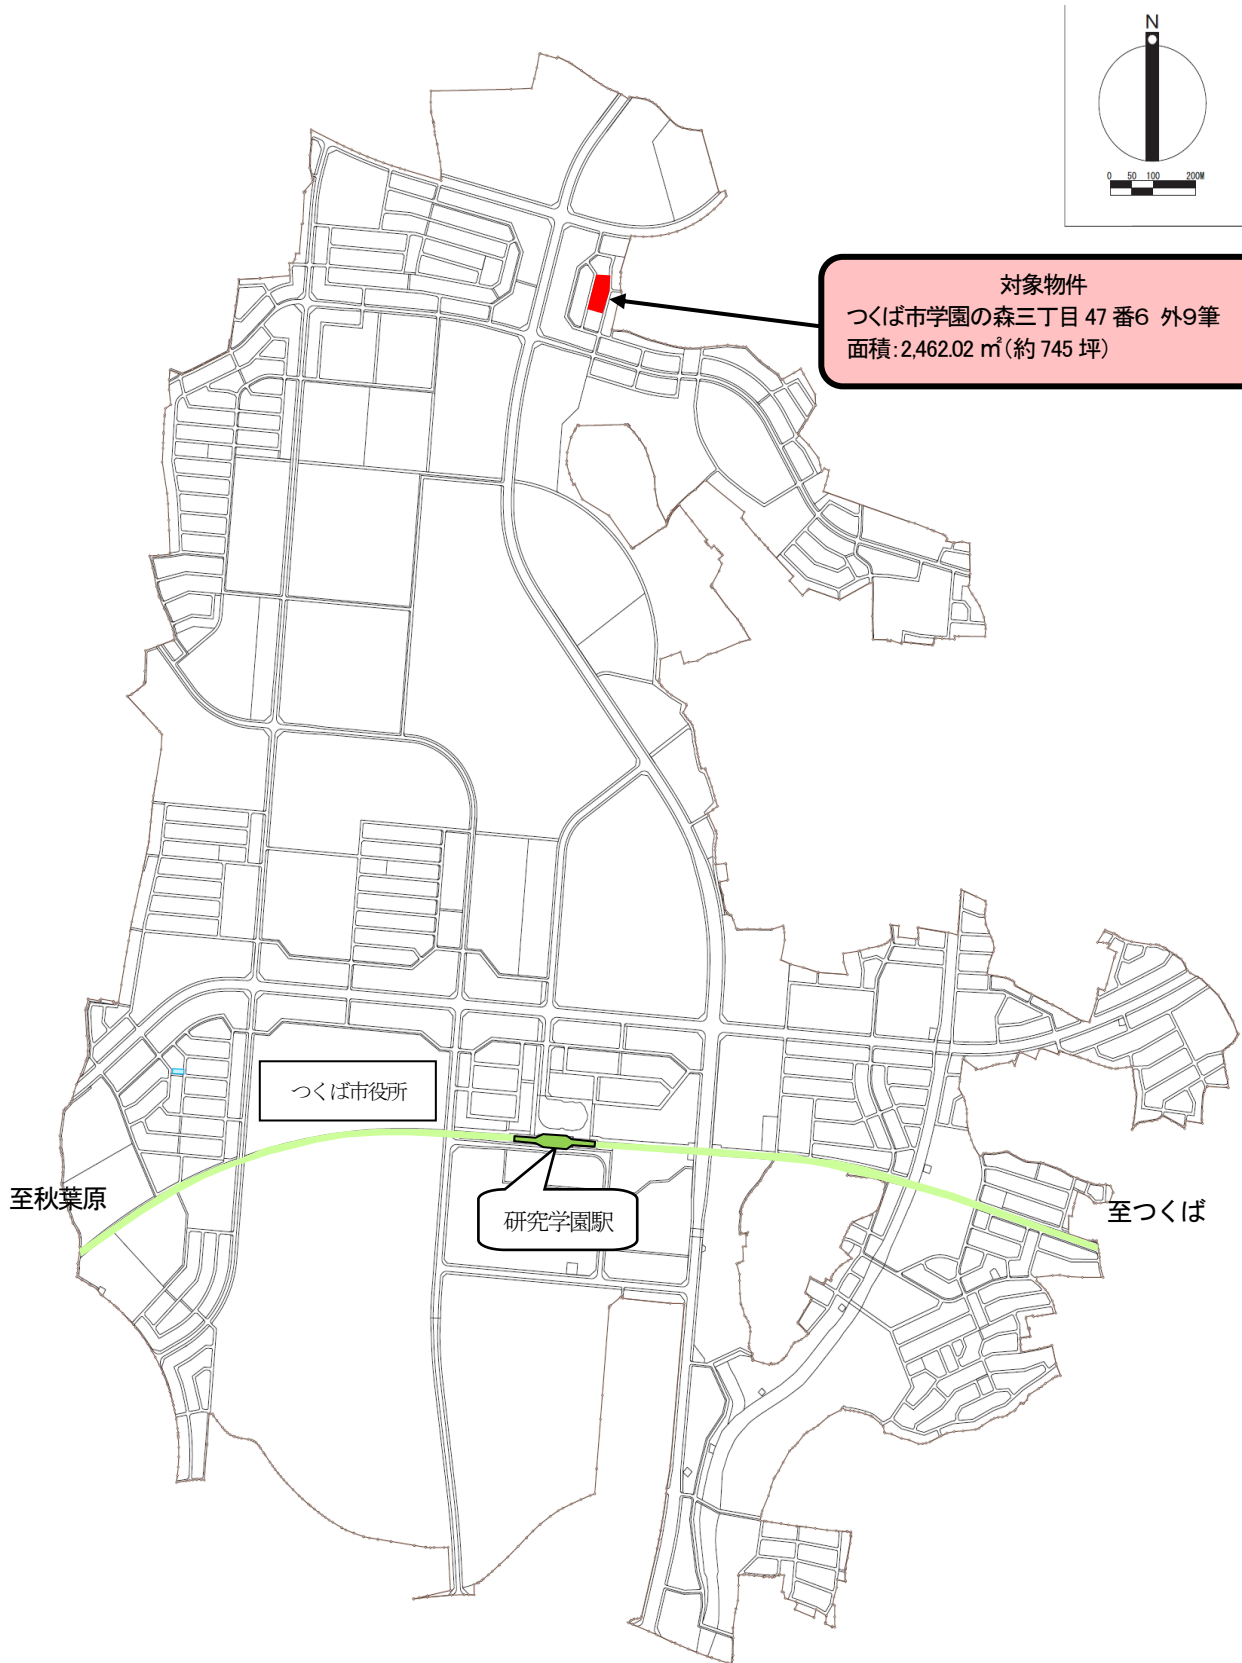 N
0 50 100 200M
対象物件
つくば市学園の森三丁目 47 番6 外9筆
面積:2,462.02 ㎡(約 745 坪)
つくば市役所
至秋葉原
研究学園駅
至つくば